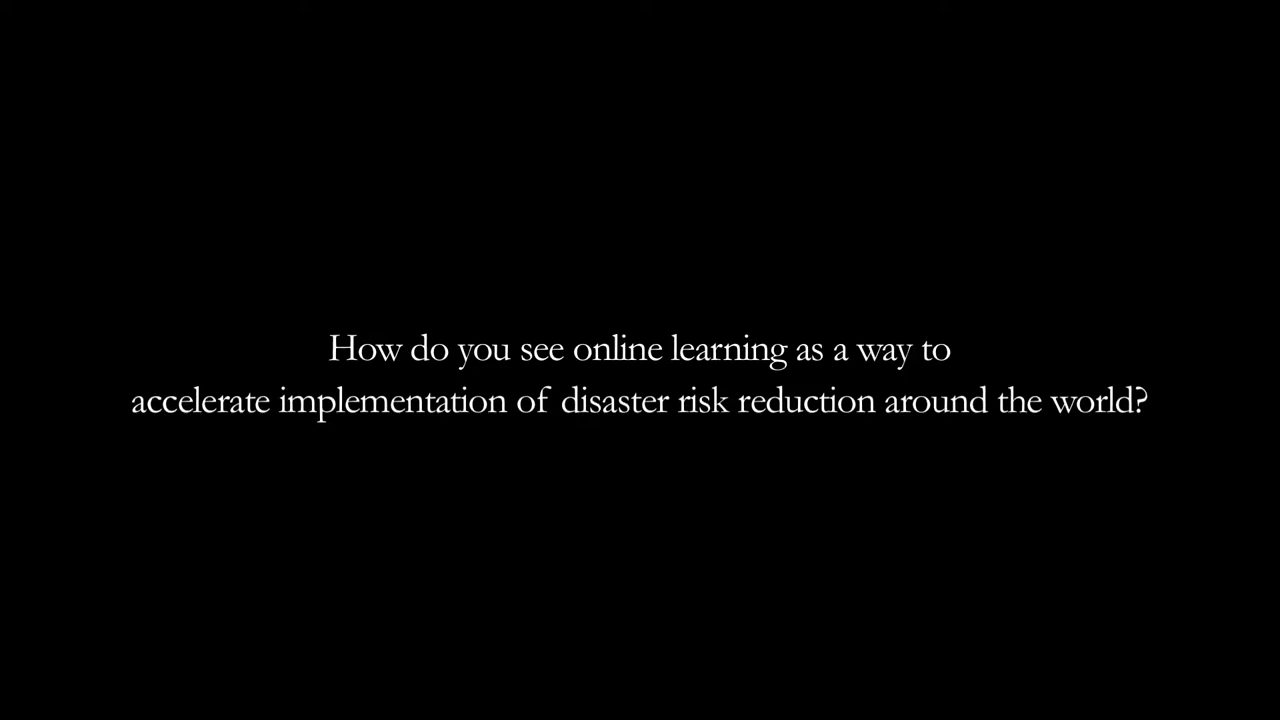 How do you see online learning as a way to
accelerate implementation of disaster risk reduction around the world?